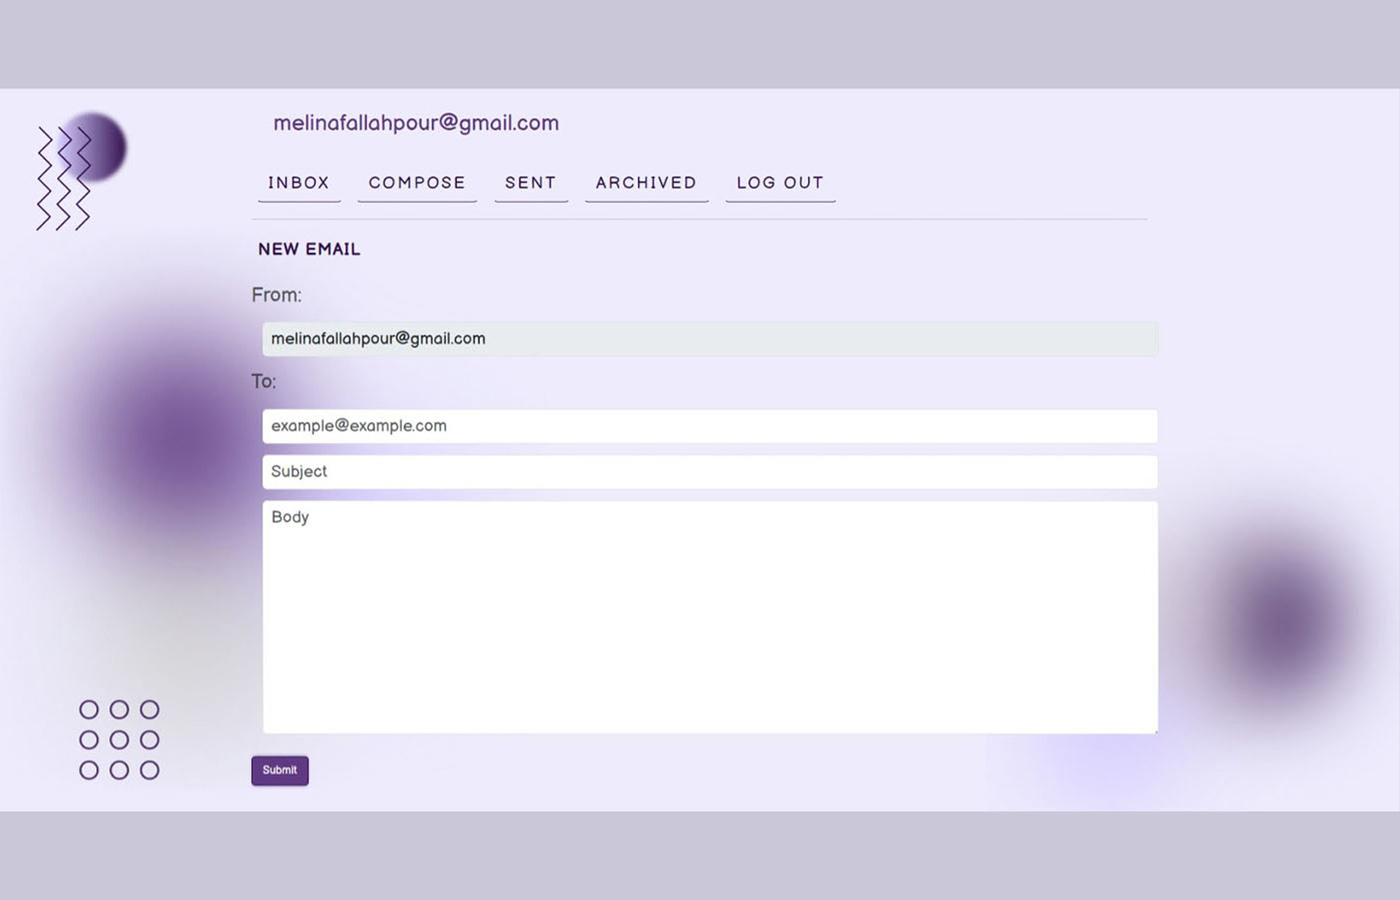 melinafallahpour@gmail.com
INBOX COMPOSE SENT ARCHIVED LOG OUT
NEW EMAIL
From:
melinafallahpour@gmail.com
To:
example@example.com
Subject
Body
Submit